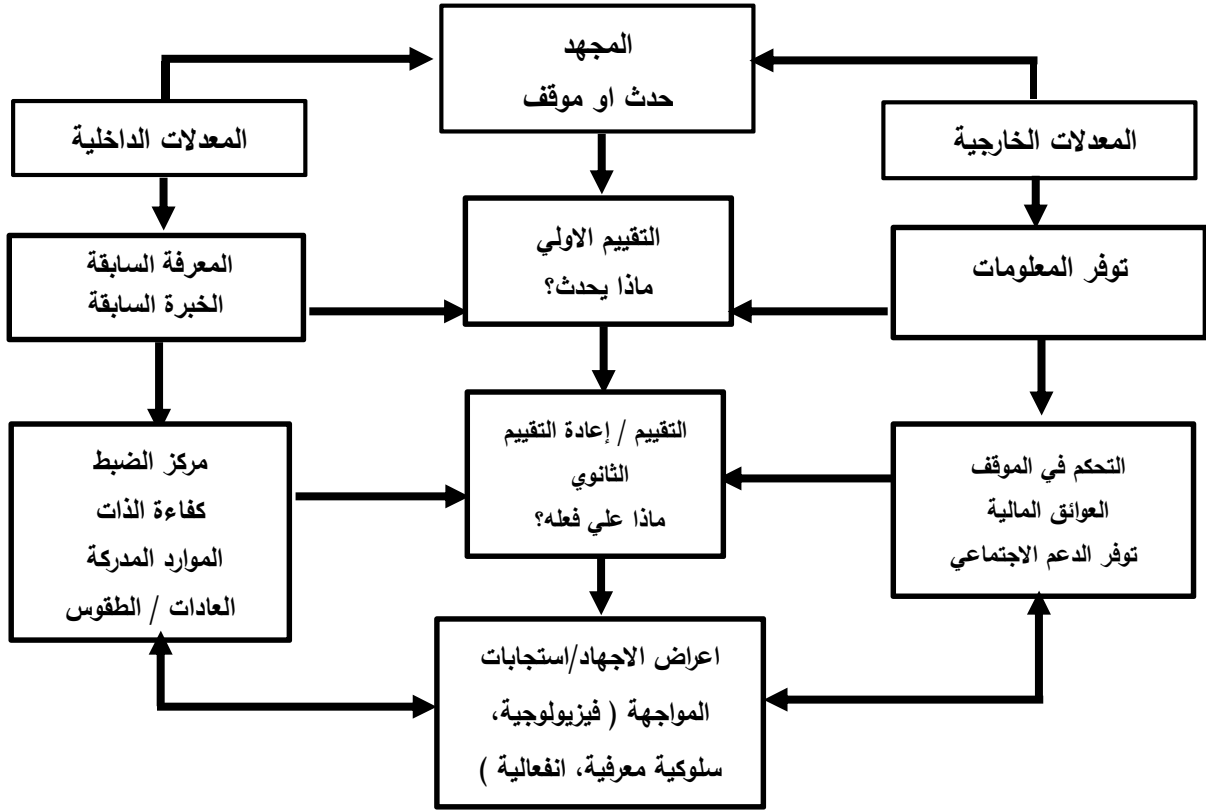 المجهد
حدث او موقف
المعدلات الخارجية
المعدلات الداخلية
التقييم الاولي
ماذا يحدث؟
توفر المعلومات
المعرفة السابقة
الخبرة السابقة
التقييم / إعادة التقييم
الثانوي
ماذا علي فعله؟
التحكم في الموقف
العوائق المالية
توفر الدعم الاجتماعي
مركز الضبط
كفاءة الذات
الموارد المدركة
العادات / الطقوس
اعراض الاجهاد/استجابات
المواجهة ( فيزيولوجية،
سلوكية معرفية، انفعالية )